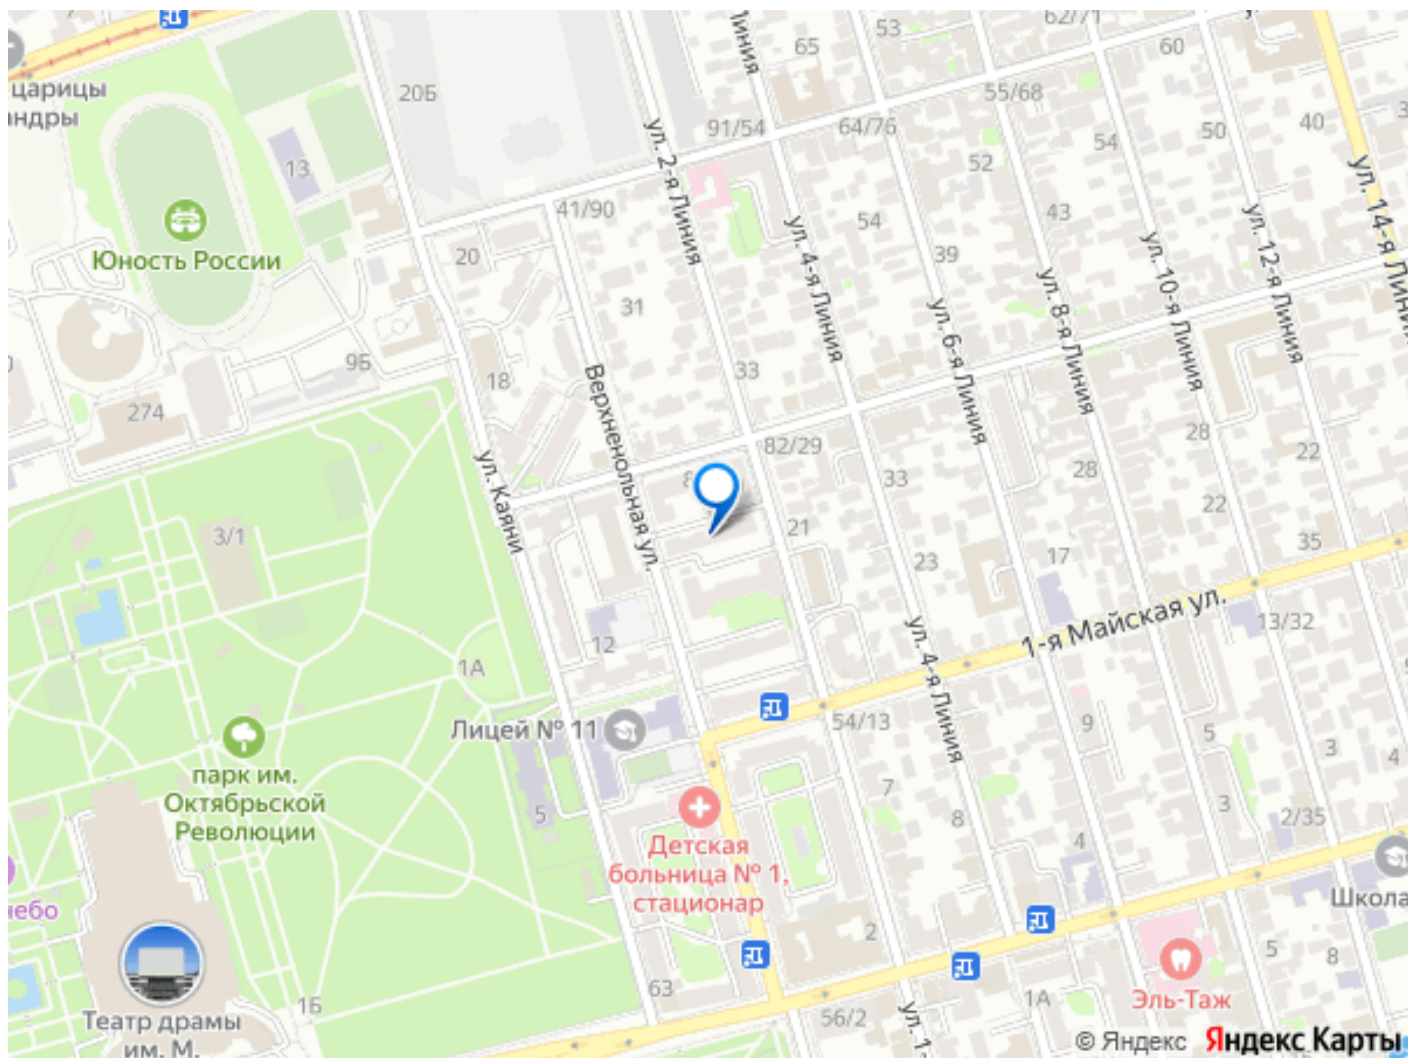 62/71
53
65
60
Линия
царицы
андры
20Б
55/68
91/54
64/76
50
40
54
13
52
ул. 2-я Линия
ул. 14-я Лини
41/90
54
43
ул. 4-я Линия
39
ул. 10-я Линия
ул. 12-я Линия
20
Юность России
ул. 8-я Линия
31
ул. 6-я Линия
9Б
33
18
274
Верхненольная ул.
82/29
28
22
ул. Каяни
33
28
22
21
3/1
35
17
23
1-я Майская ул.
13/32
12
ул. 4-я Линия
1А
Лицей № 11
54/13
9
5
3
4
парк им.
Октябрьской
Революции
7
5
8
3
2/35
4
Детская
больница № 1,
стационар
Школа
небо
2
5
8
63
1А
Эль-Таж
1Б
56/2
ул. 1-
Театр драмы
им. М.
© Яндекс
Яндекс Карты